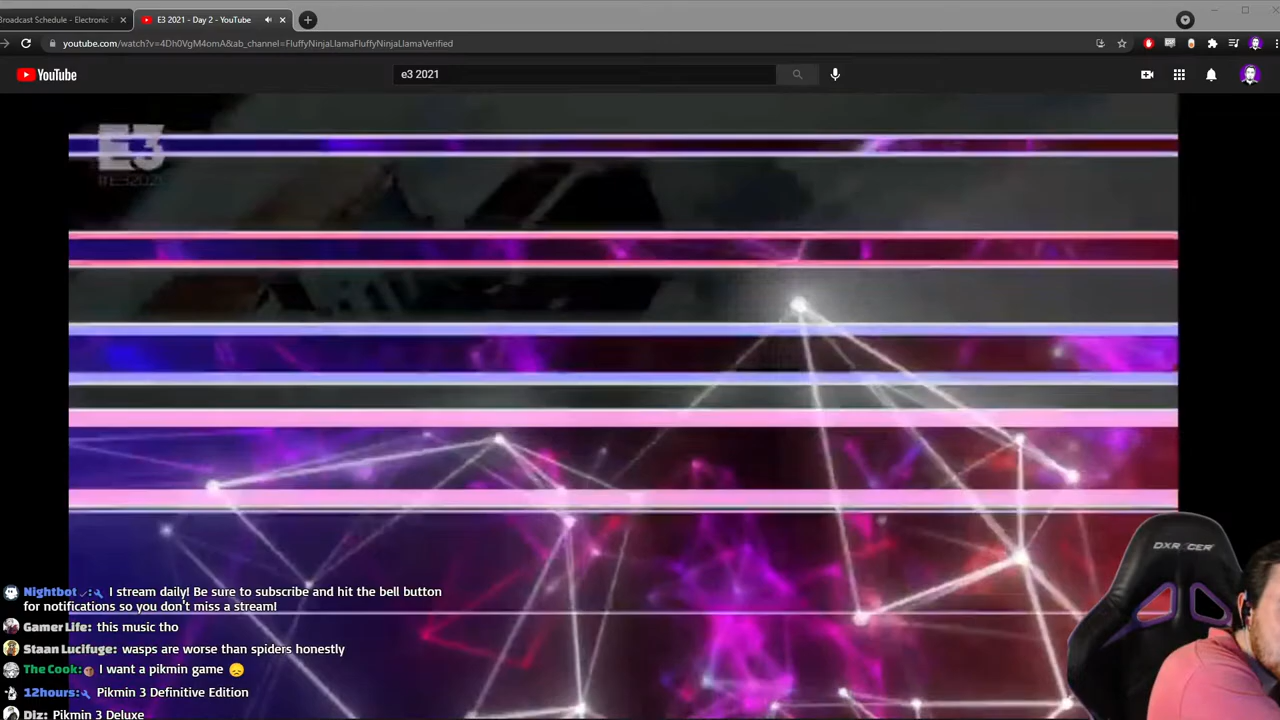 Broadcast Schedule - Electronic
E3 2021 - Day 2 - YouTube
youtube.com/watch?v=4Dh0VgM4omA&ab_channel=FluffyNinjaLlamaFluffyNinjaLlamaVerified
YouTube
e3 2021
E3
#E32021
DXRACER
Nightbot: I stream daily! Be sure to subscribe and hit the bell button
for notifications so you don't miss a stream!
Gamer Life: this music tho
Staan Lucifuge: wasps are worse than spiders honestly
The Cook: I want a pikmin game 😞
12hours: Pikmin 3 Definitive Edition
Diz: Pikmin 3 Deluxe